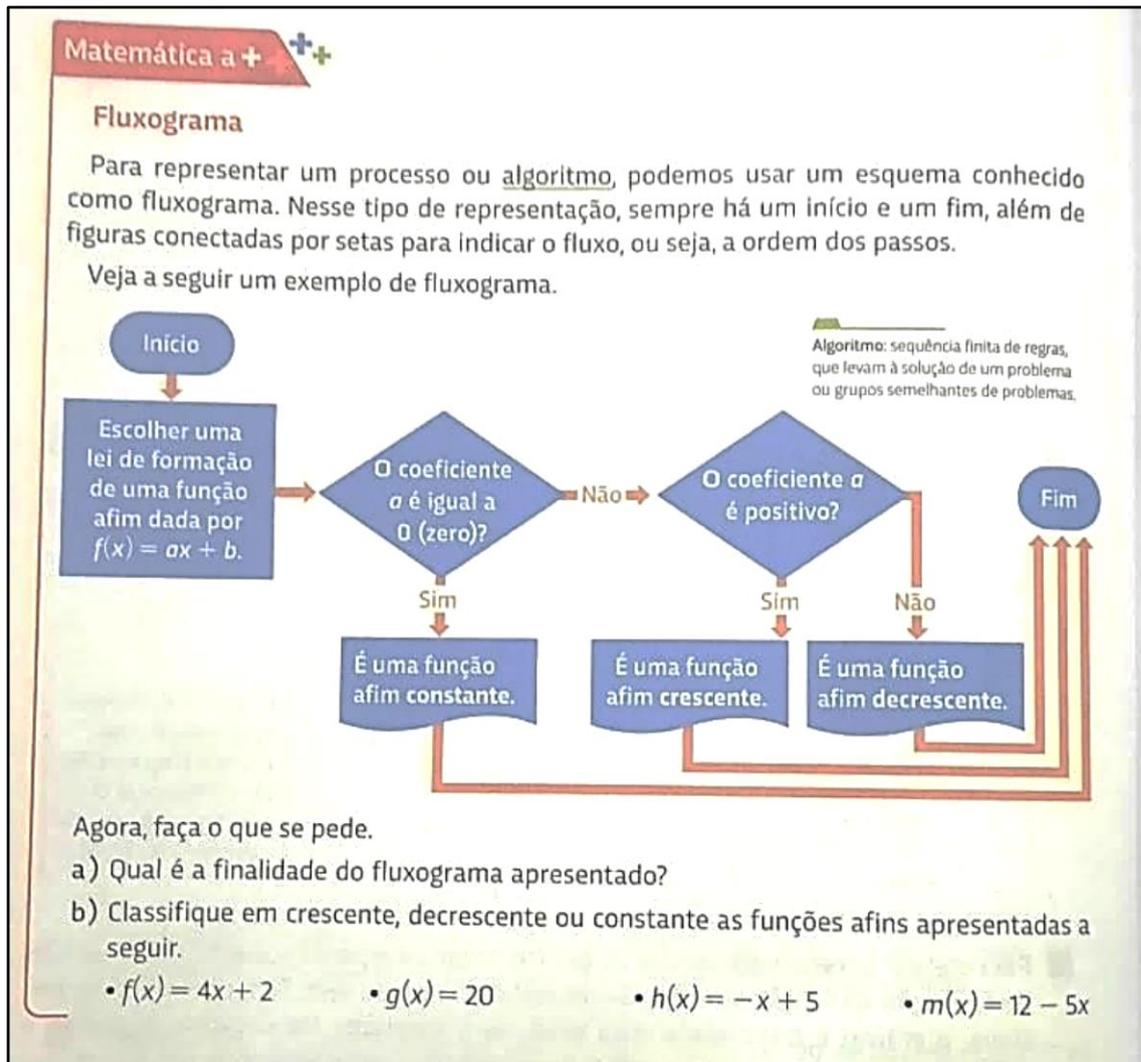 Matemática a +
Fluxograma
Para representar um processo ou algoritmo, podemos usar um esquema conhecido
como fluxograma. Nesse tipo de representação, sempre há um início e um fim, além de
figuras conectadas por setas para indicar o fluxo, ou seja, a ordem dos passos.
Veja a seguir um exemplo de fluxograma.
Início
Algoritmo: sequência finita de regras,
que levam à solução de um problema
ou grupos semelhantes de problemas.
Escolher uma
lei de formação
de uma função
afim dada por
f(x) = ax + b.
O coeficiente
a é igual a
0 (zero)?
Não
O coeficiente a
é positivo?
Fim
Sim
Sim
Não
É uma função
afim constante.
É uma função
afim crescente.
É uma função
afim decrescente.
Agora, faça o que se pede.
a) Qual é a finalidade do fluxograma apresentado?
b) Classifique em crescente, decrescente ou constante as funções afins apresentadas a
seguir.
• f(x) = 4x + 2 • g(x) = 20 • h(x) = −x + 5 • m(x) = 12 − 5x